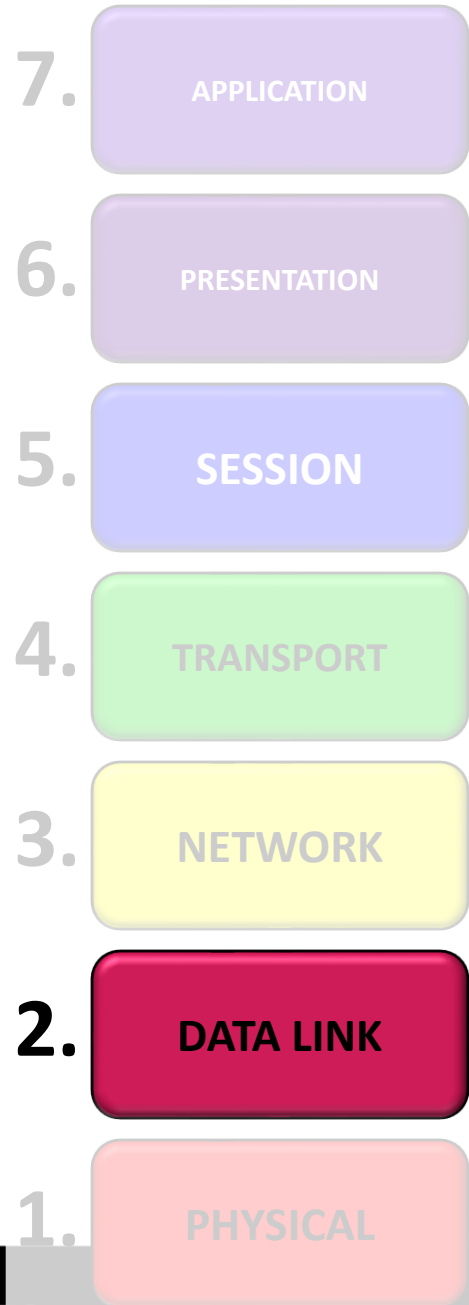 7. APPLICATION
6. PRESENTATION
5. SESSION
4. TRANSPORT
3. NETWORK
2. DATA LINK
1. PHYSICAL